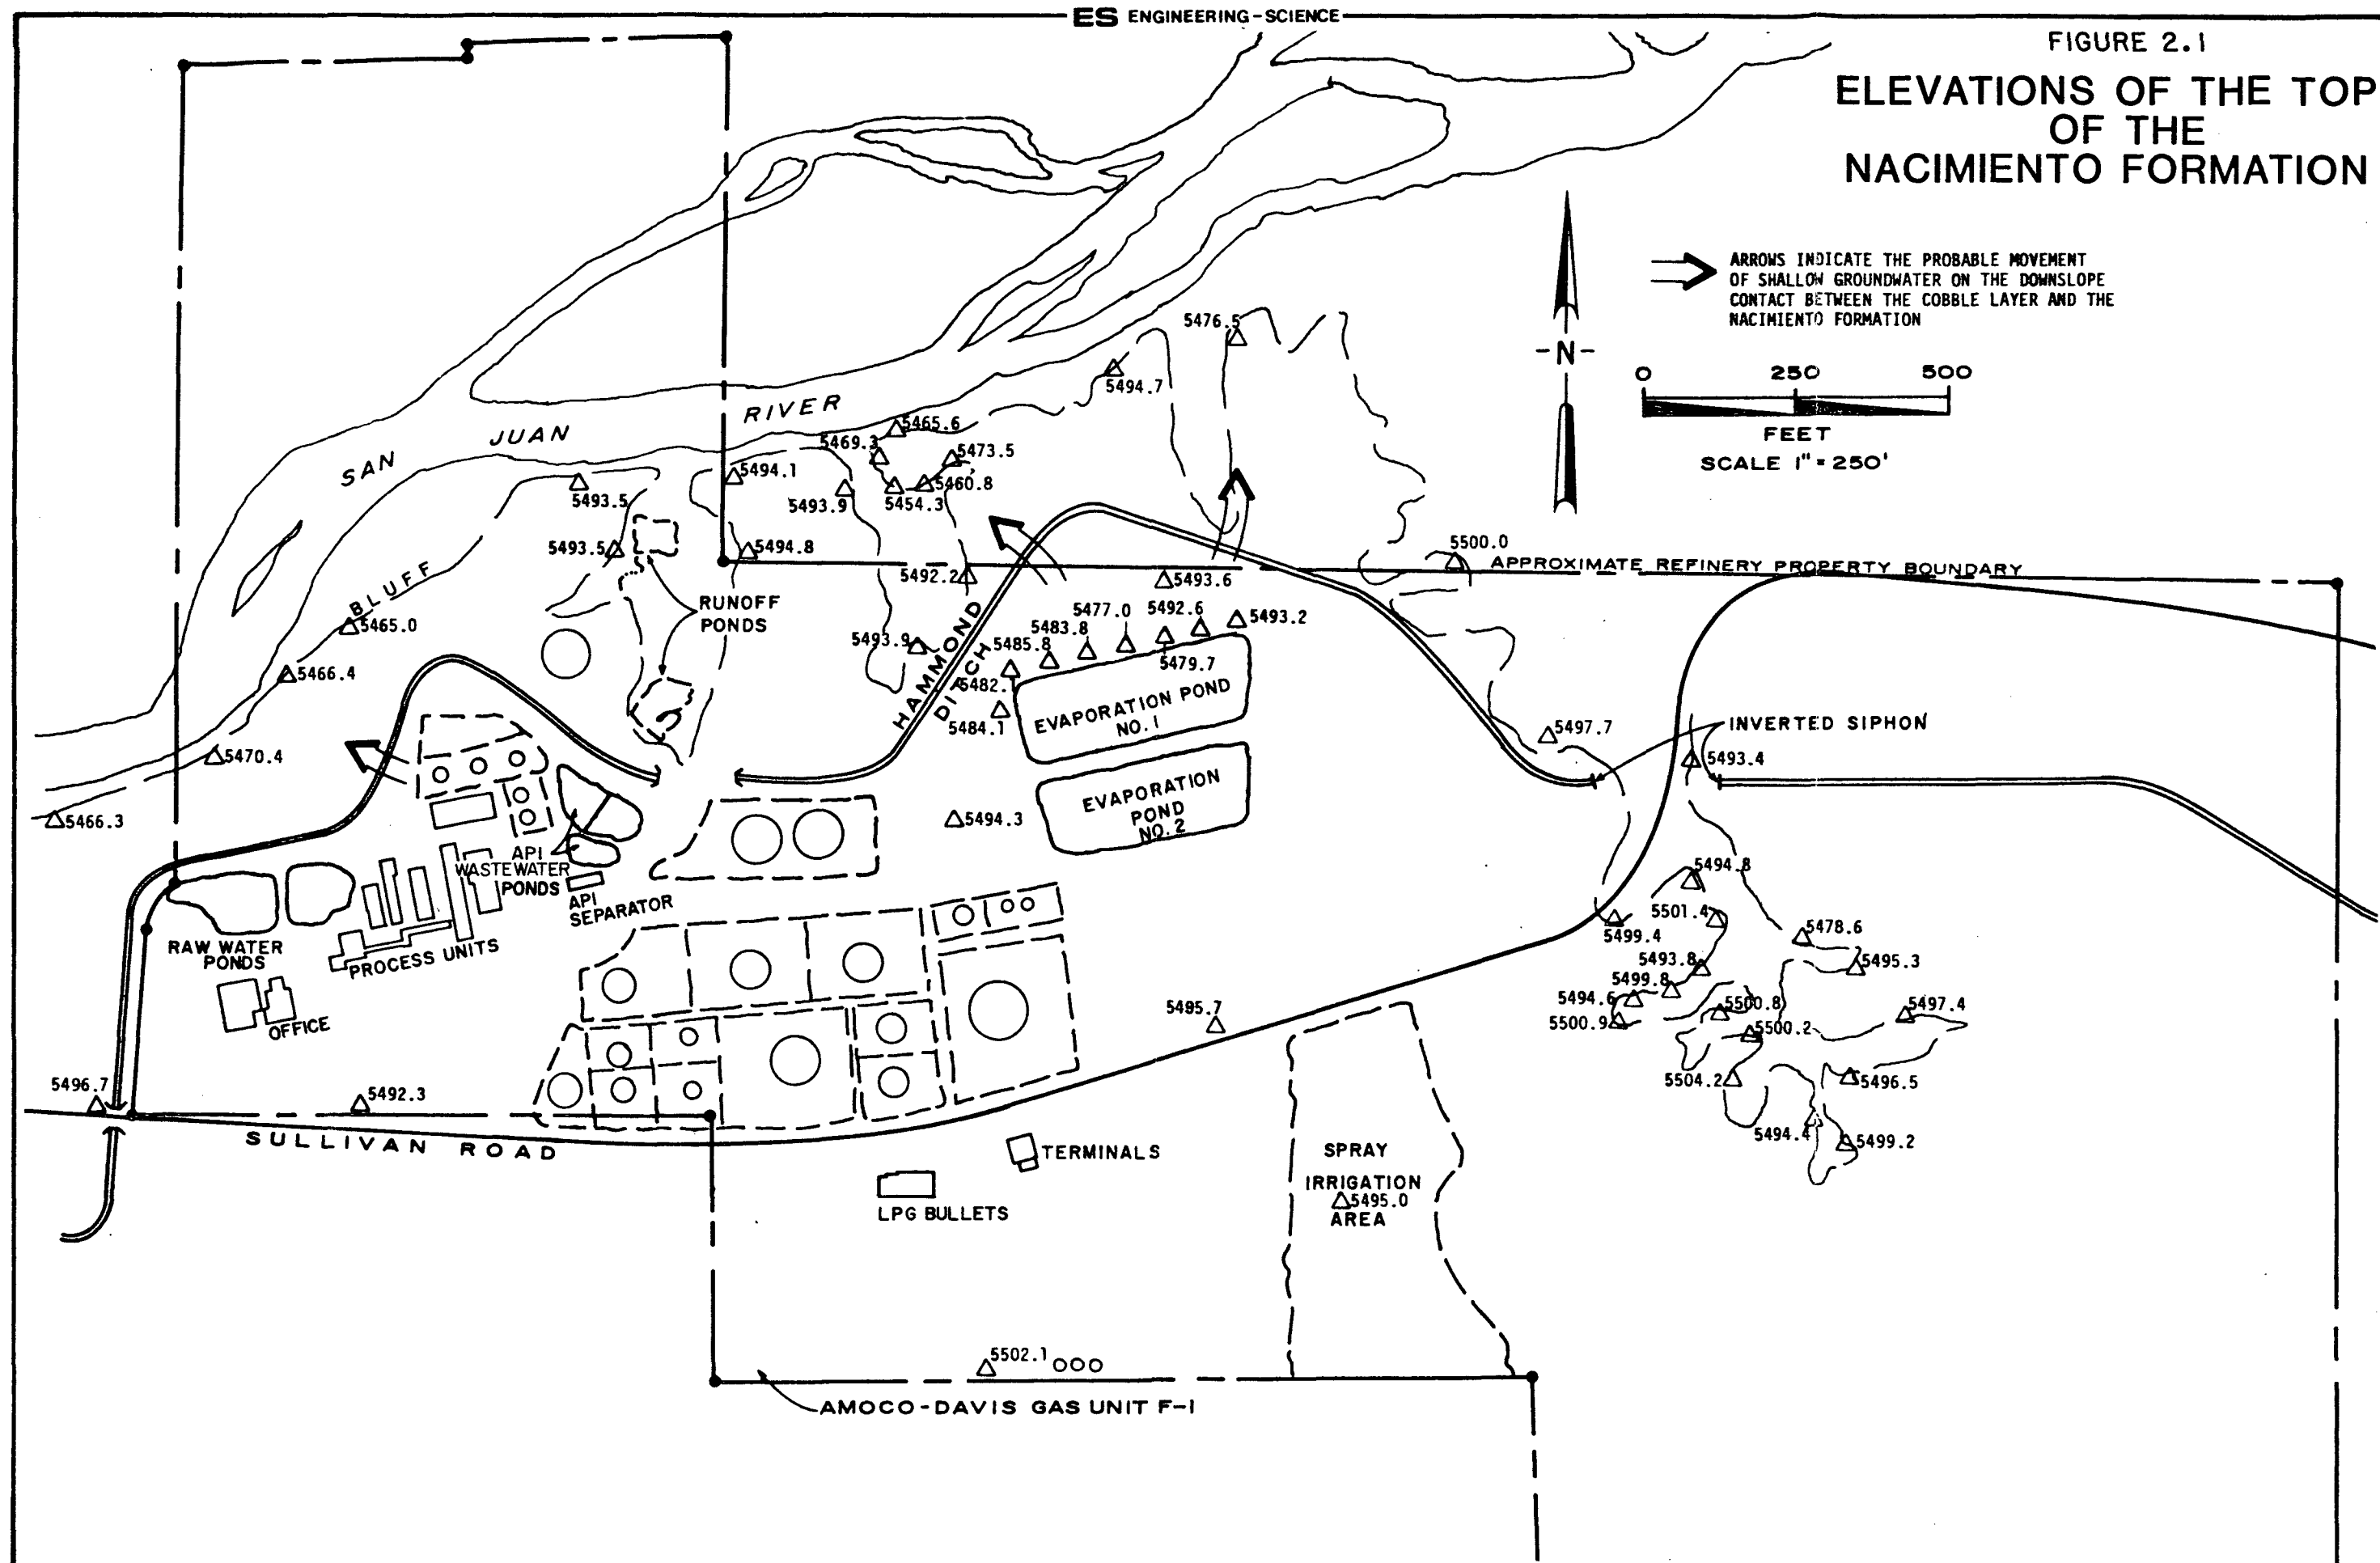 ES ENGINEERING-SCIENCE
FIGURE 2.1
ELEVATIONS OF THE TOP
OF THE
NACIMIENTO FORMATION
ARROWS INDICATE THE PROBABLE MOVEMENT
OF SHALLOW GROUNDWATER ON THE DOWNSLOPE
CONTACT BETWEEN THE COBBLE LAYER AND THE
NACIMIENTO FORMATION
-N-
0 250 500
FEET
SCALE 1" = 250'
SAN JUAN RIVER
BLUFF
5476.5
5494.7
5465.6
5469.3
5473.5
5494.1
5460.8
5493.9
5454.3
5493.5
5493.5
5494.8
5492.2
5493.6
5500.0
APPROXIMATE REFINERY PROPERTY BOUNDARY
RUNOFF
PONDS
5465.0
5466.4
5470.4
5466.3
5493.9
HAMMOND
DITCH
5477.0
5492.6
5493.2
5483.8
5485.8
5479.7
5482.1
5484.1
EVAPORATION POND
NO. 1
EVAPORATION
POND
NO. 2
5494.3
5497.7
INVERTED SIPHON
5493.4
API
WASTEWATER
PONDS
API
SEPARATOR
RAW WATER
PONDS
PROCESS UNITS
OFFICE
5494.8
5501.4
5499.4
5478.6
5493.8
5495.3
5499.8
5494.6
5500.8
5497.4
5500.9
5500.2
5504.2
5496.5
5494.4
5499.2
5495.7
5496.7
5492.3
SULLIVAN ROAD
TERMINALS
LPG BULLETS
SPRAY
IRRIGATION
5495.0
AREA
5502.1
AMOCO-DAVIS GAS UNIT F-1